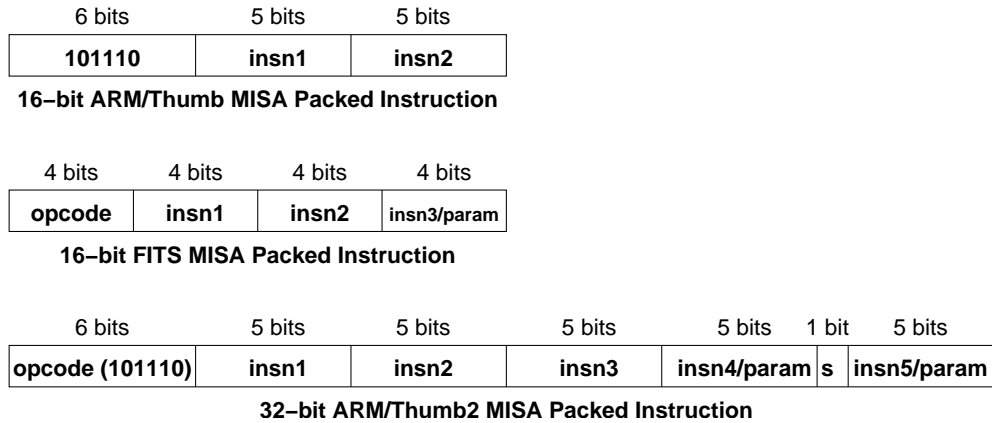 6 bits 5 bits 5 bits
101110 insn1 insn2
16−bit ARM/Thumb MISA Packed Instruction
4 bits 4 bits 4 bits 4 bits
opcode insn1 insn2 insn3/param
16−bit FITS MISA Packed Instruction
6 bits 5 bits 5 bits 5 bits 5 bits 1 bit 5 bits
opcode (101110) insn1 insn2 insn3 insn4/param s insn5/param
32−bit ARM/Thumb2 MISA Packed Instruction